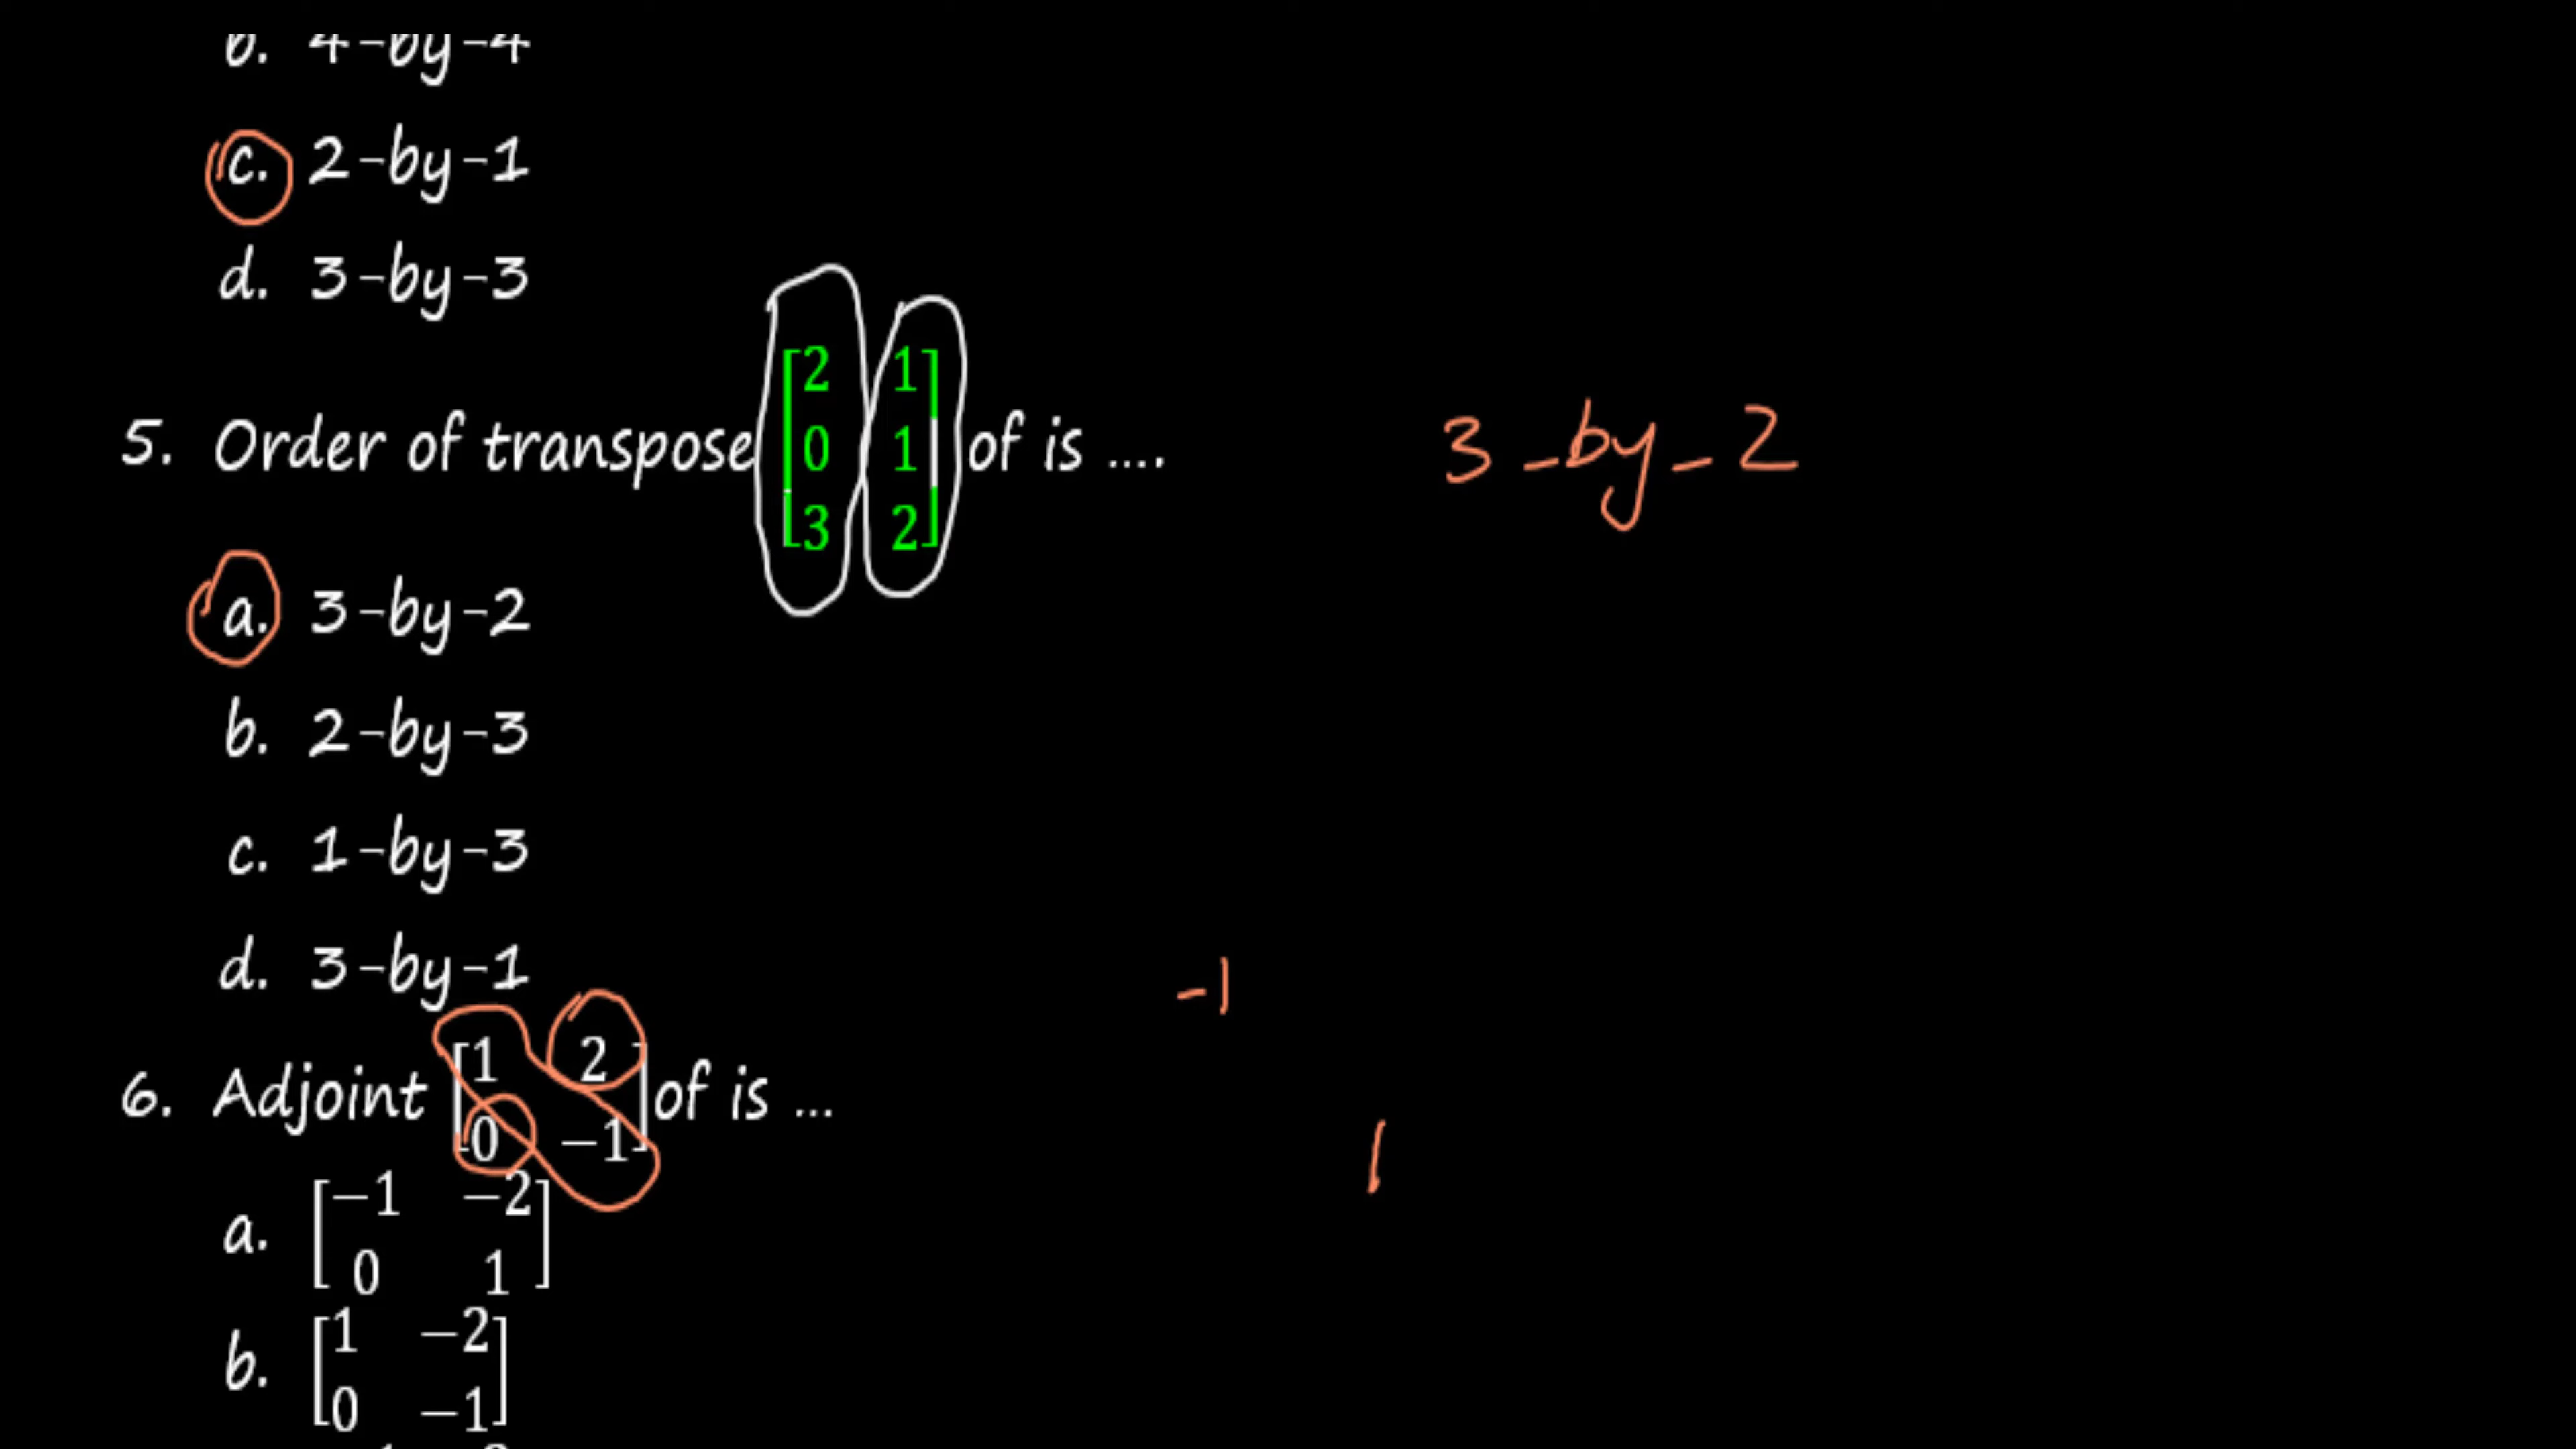 b. 4-by-4
c. 2-by-1
d. 3-by-3
5. Order of transpose [2 1
0 1
3 2] of is ....
3-by-2
a. 3-by-2
b. 2-by-3
c. 1-by-3
d. 3-by-1
-1
6. Adjoint [1 2
0 −1] of is ...
1
a. [−1 −2
0 1]
b. [1 −2
0 −1]